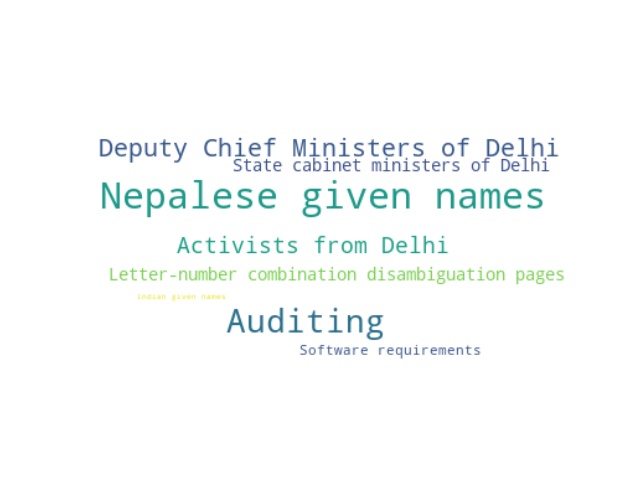 Deputy Chief Ministers of Delhi
State cabinet ministers of Delhi
Nepalese given names
Activists from Delhi
Letter-number combination disambiguation pages
Indian given names
Auditing
Software requirements